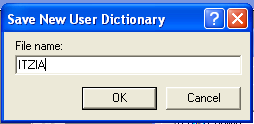 Save New User Dictionary
File name:
ITZIA
OK Cancel